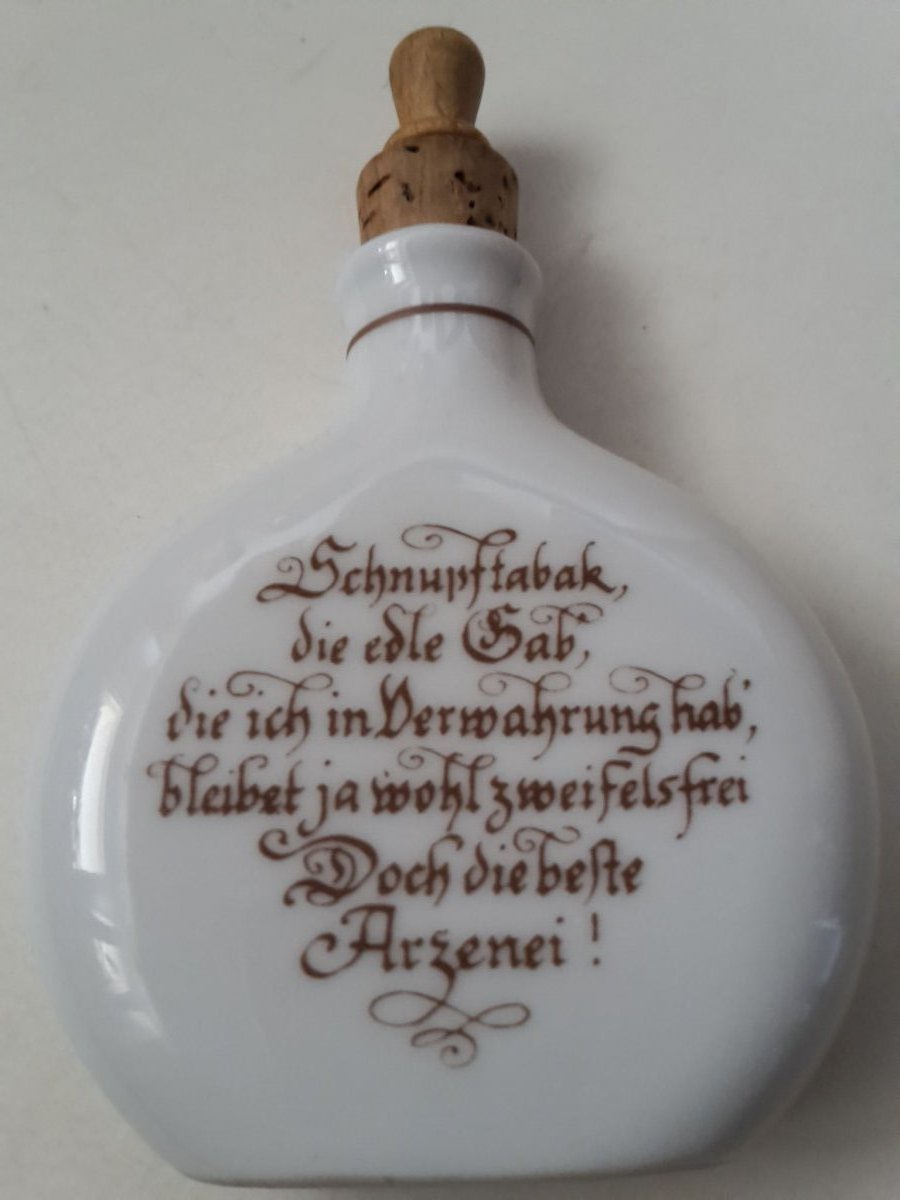 Schnupftabak,
die edle Gab',
die ich in Verwahrung hab',
bleibet ja wohl zweifelsfrei
Doch die beſte
Arzenei !